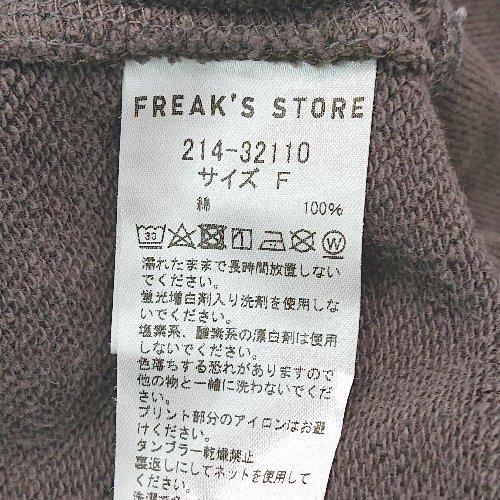 FREAK'S STORE
214-32110
サイズ F
綿 100%
30
W
濡れたままで長時間放置しない
でください。
蛍光増白剤入り洗剤を使用しな
いでください。
塩素系、酸素系の漂白剤は使用
しないでください。
色落ちする恐れがありますので
他の物と一緒に洗わないでくだ
さい。
プリント部分のアイロンはお避
けください。
タンブラー乾燥禁止
裏返しにしてネットを使用して